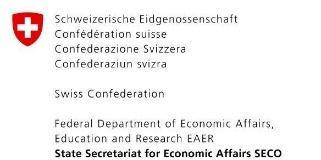 Schweizerische Eidgenossenschaft
Confédération suisse
Confederazione Svizzera
Confederaziun svizra
Swiss Confederation
Federal Department of Economic Affairs,
Education and Research EAER
State Secretariat for Economic Affairs SECO